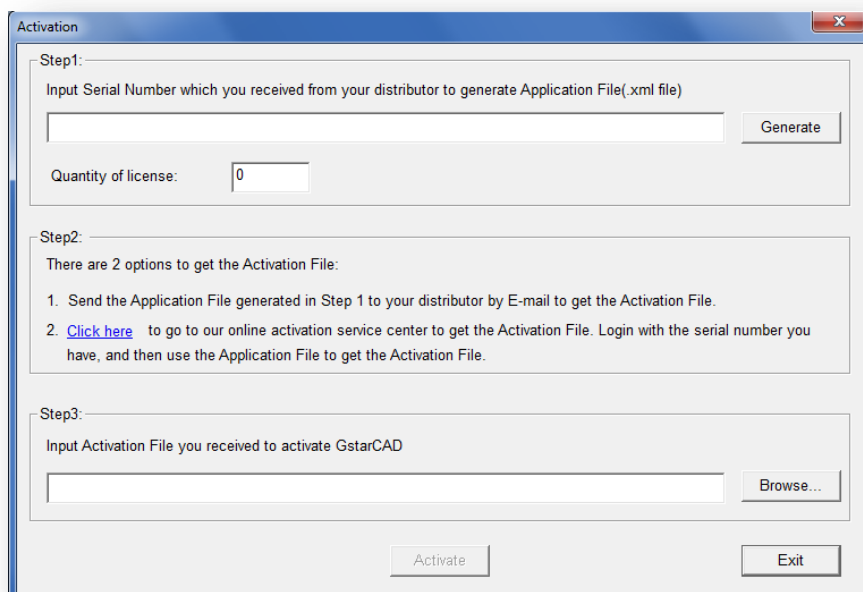 Activation
Step1:
Input Serial Number which you received from your distributor to generate Application File(.xml file)
Generate
Quantity of license:
0
Step2:
There are 2 options to get the Activation File:
1. Send the Application File generated in Step 1 to your distributor by E-mail to get the Activation File.
2. Click here to go to our online activation service center to get the Activation File. Login with the serial number you
have, and then use the Application File to get the Activation File.
Step3:
Input Activation File you received to activate GstarCAD
Browse...
Activate
Exit